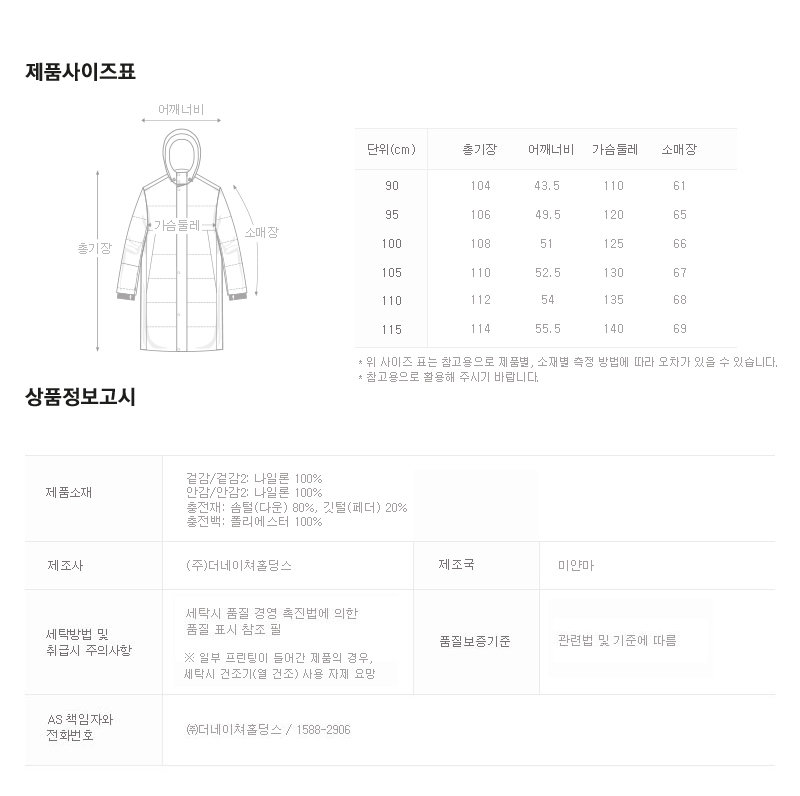 제품사이즈표
어깨너비
가슴둘레
소매장
총기장
단위(cm) 총기장 어깨너비 가슴둘레 소매장
90 104 43.5 110 61
95 106 49.5 120 65
100 108 51 125 66
105 110 52.5 130 67
110 112 54 135 68
115 114 55.5 140 69
* 위 사이즈 표는 참고용으로 제품별, 소재별 측정 방법에 따라 오차가 있을 수 있습니다.
* 참고용으로 활용해 주시기 바랍니다.
상품정보고시
제품소재
겉감/겉감2: 나일론 100%
안감/안감2: 나일론 100%
충전재: 솜털(다운) 80%, 깃털(페더) 20%
충전백: 폴리에스터 100%
제조사 (주)더네이쳐홀딩스 제조국 미얀마
세탁방법 및
취급시 주의사항
세탁시 품질 경영 촉진법에 의한
품질 표시 참조 필
※ 일부 프린팅이 들어간 제품의 경우,
세탁시 건조기(열 건조) 사용 자제 요망
품질보증기준 관련법 및 기준에 따름
AS 책임자와
전화번호
㈜더네이쳐홀딩스 / 1588-2906